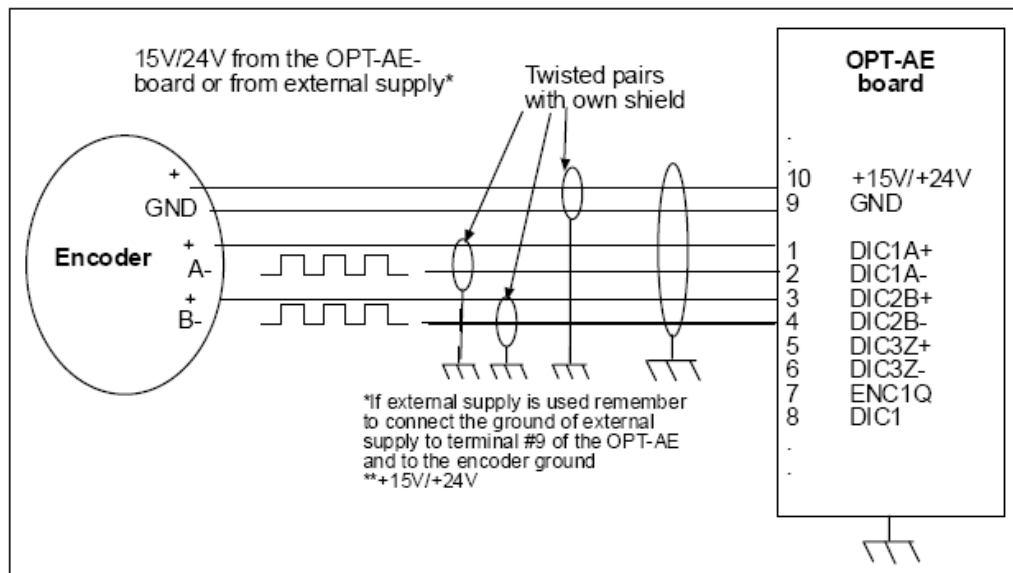 15V/24V from the OPT-AE-
board or from external supply*
Twisted pairs
with own shield
OPT-AE
board
.
.
+
GND
+
Encoder
A-
+
B-
10 +15V/+24V
9 GND
1 DIC1A+
2 DIC1A-
3 DIC2B+
4 DIC2B-
5 DIC3Z+
6 DIC3Z-
7 ENC1Q
8 DIC1
.
.
*If external supply is used remember
to connect the ground of external
supply to terminal #9 of the OPT-AE
and to the encoder ground
**+15V/+24V